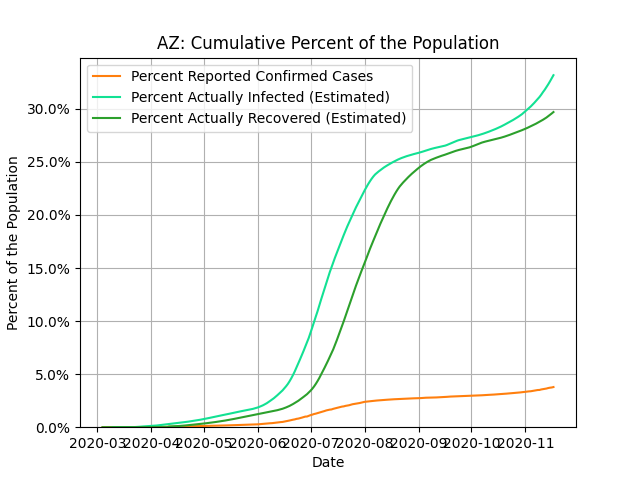 AZ: Cumulative Percent of the Population
Percent Reported Confirmed Cases
Percent Actually Infected (Estimated)
Percent Actually Recovered (Estimated)
30.0%
25.0%
20.0%
15.0%
10.0%
5.0%
0.0%
Percent of the Population
2020-03 2020-04 2020-05 2020-06 2020-07 2020-08 2020-09 2020-10 2020-11
Date